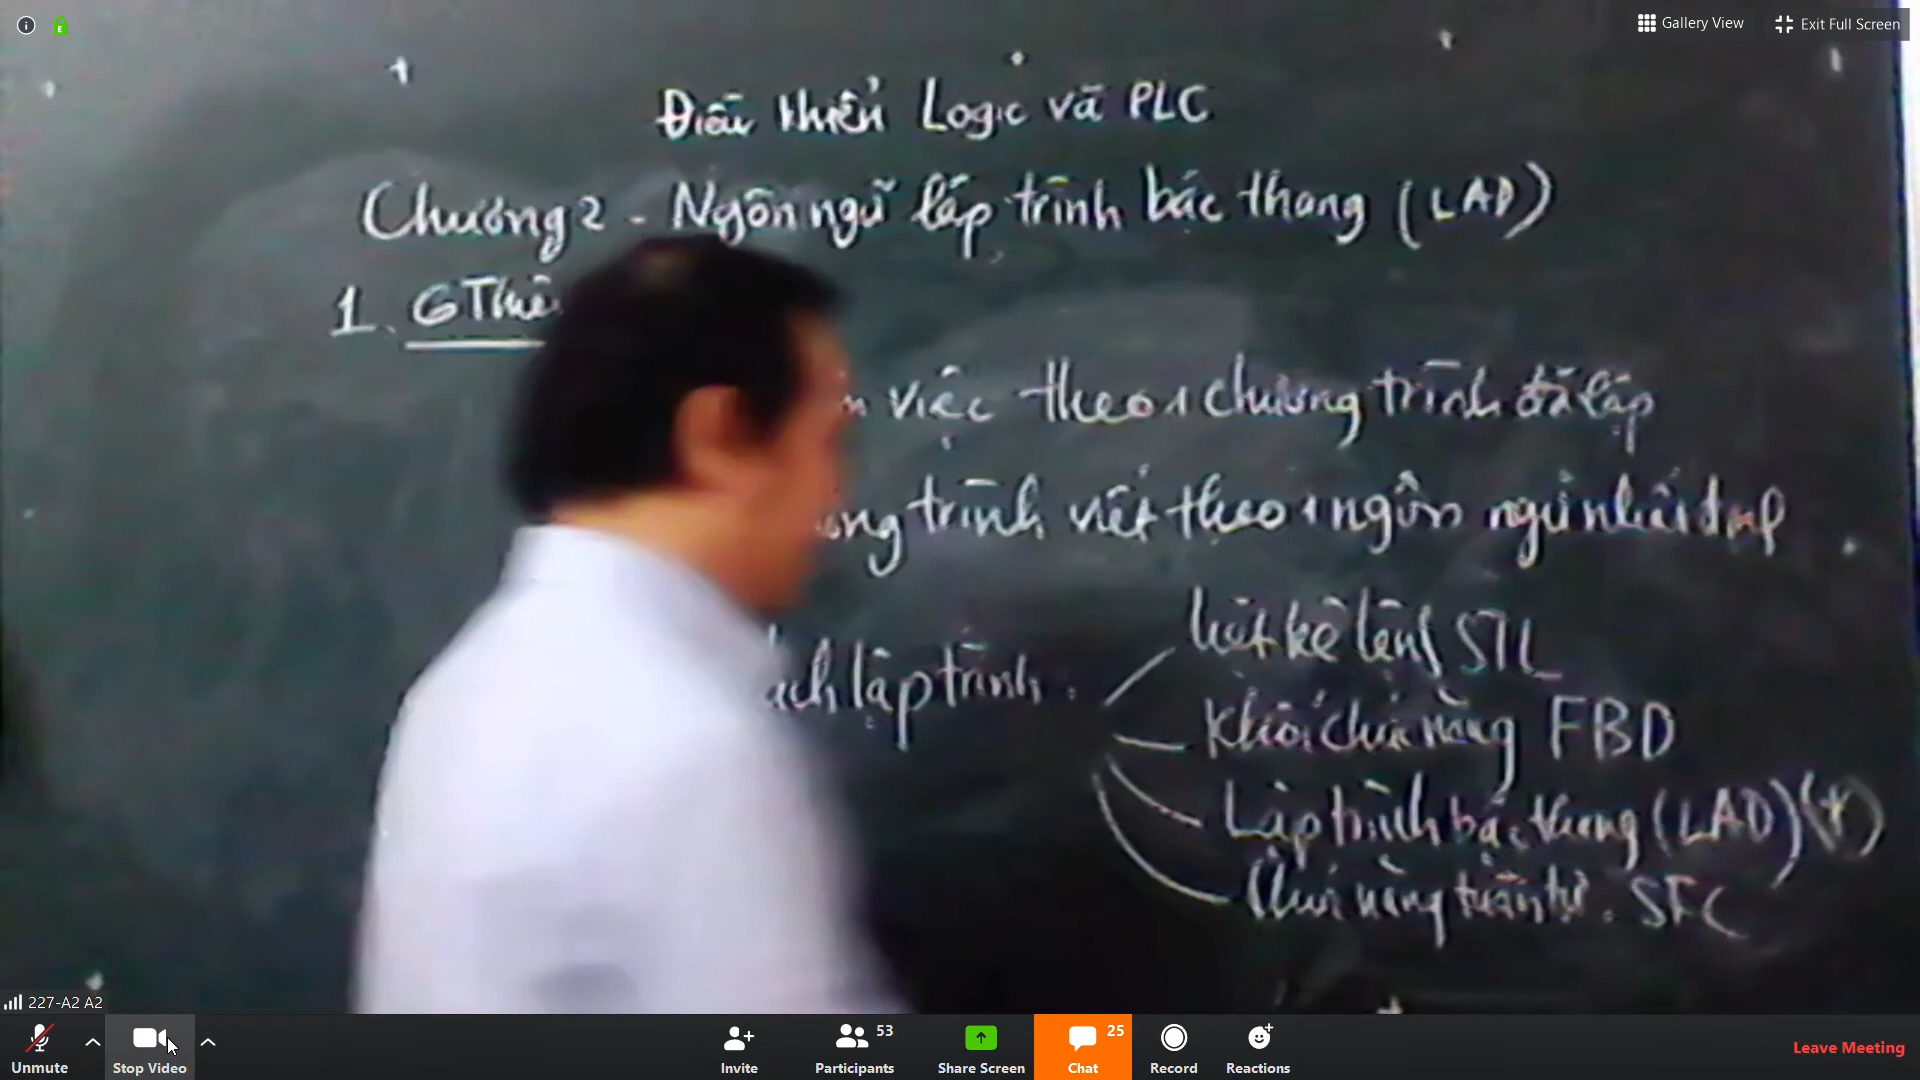 Gallery View
Exit Full Screen
Điều khiển Logic và PLC
Chương 2 - Ngôn ngữ lập trình bậc thang (LAD)
1. GThiệ
việc theo 1 chương trình đã lập
ng trình viết theo 1 ngôn ngữ nhất định
ách lập trình:
liệt kê lệnh STL
Khối chức năng FBD
Lập trình bậc thang (LAD) (*)
Chức năng tuần tự. SFC
227-A2 A2
Unmute
Stop Video
Invite
Participants 53
Share Screen
Chat 25
Record
Reactions
Leave Meeting